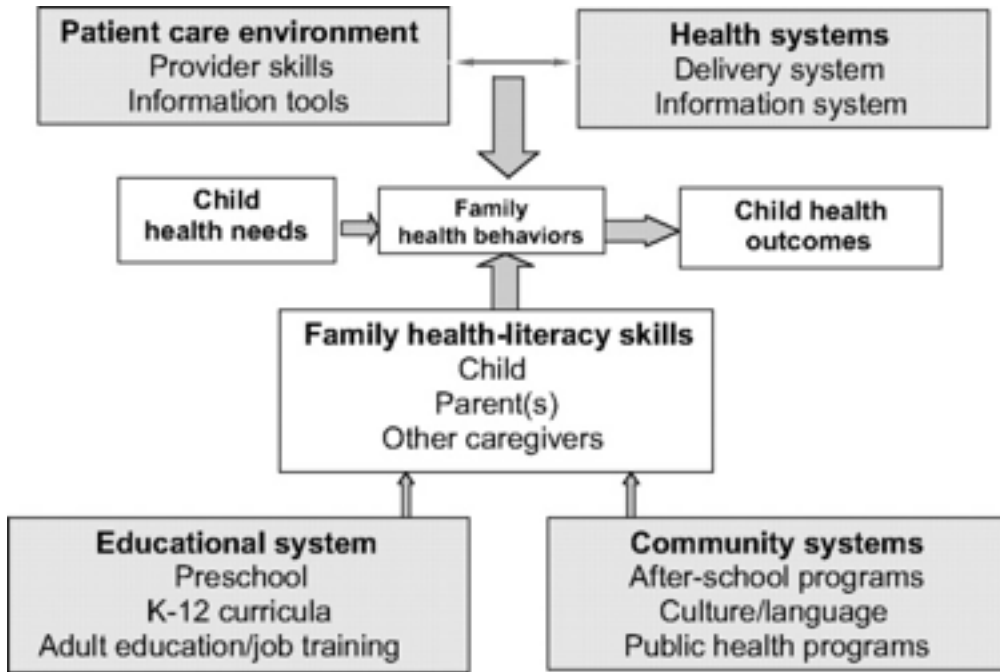 Patient care environment
Provider skills
Information tools
Health systems
Delivery system
Information system
Child
health needs
Family
health behaviors
Child health
outcomes
Family health-literacy skills
Child
Parent(s)
Other caregivers
Educational system
Preschool
K-12 curricula
Adult education/job training
Community systems
After-school programs
Culture/language
Public health programs